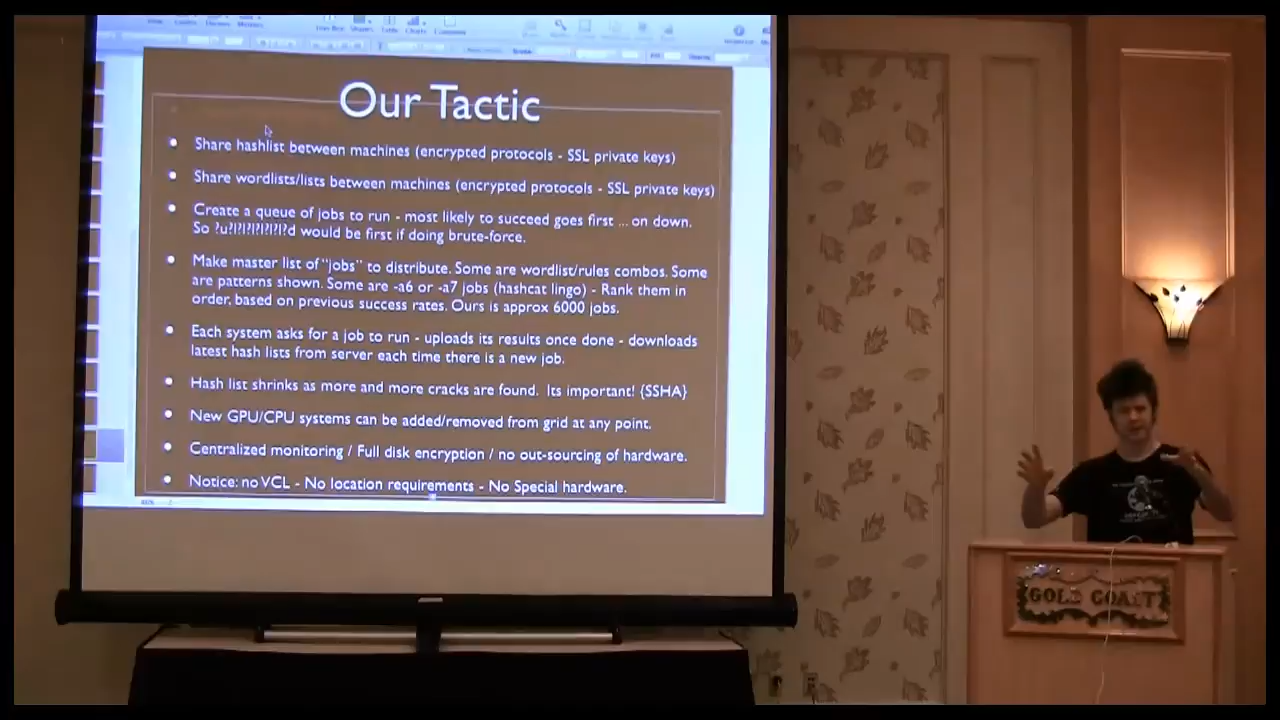 Our Tactic
Share hashlist between machines (encrypted protocols - SSL private keys)
Share wordlists/lists between machines (encrypted protocols - SSL private keys)
Create a queue of jobs to run - most likely to succeed goes first ... on down.
So ?u?l?l?l?l?l?l?d would be first if doing brute-force.
Make master list of "jobs" to distribute. Some are wordlist/rules combos. Some
are patterns shown. Some are -a6 or -a7 jobs (hashcat lingo) - Rank them in
order, based on previous success rates. Ours is approx 6000 jobs.
Each system asks for a job to run - uploads its results once done - downloads
latest hash lists from server each time there is a new job.
Hash list shrinks as more and more cracks are found. Its important! {SSHA}
New GPU/CPU systems can be added/removed from grid at any point.
Centralized monitoring / Full disk encryption / no out-sourcing of hardware.
Notice: no VCL - No location requirements - No Special hardware.
GOLD COAST